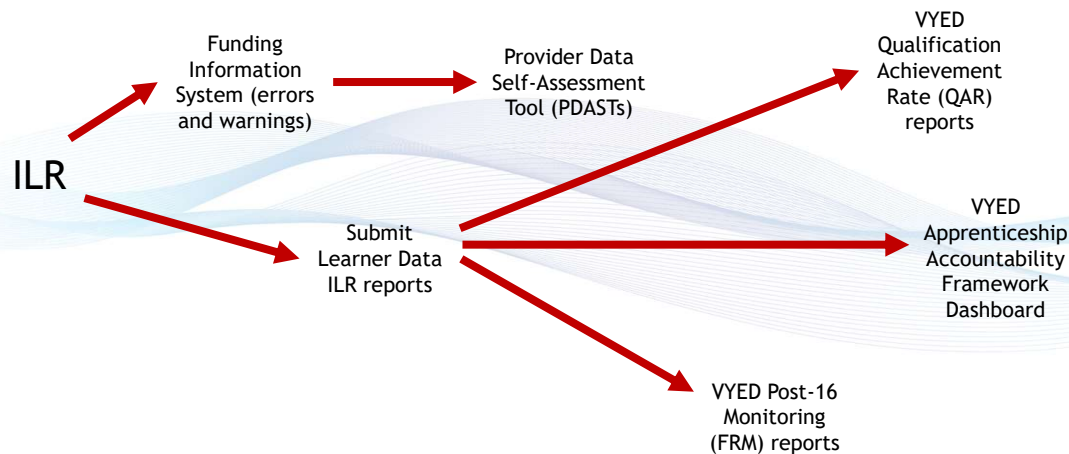 ILR
Funding
Information
System (errors
and warnings)
Provider Data
Self-Assessment
Tool (PDASTs)
VYED
Qualification
Achievement
Rate (QAR)
reports
Submit
Learner Data
ILR reports
VYED
Apprenticeship
Accountability
Framework
Dashboard
VYED Post-16
Monitoring
(FRM) reports